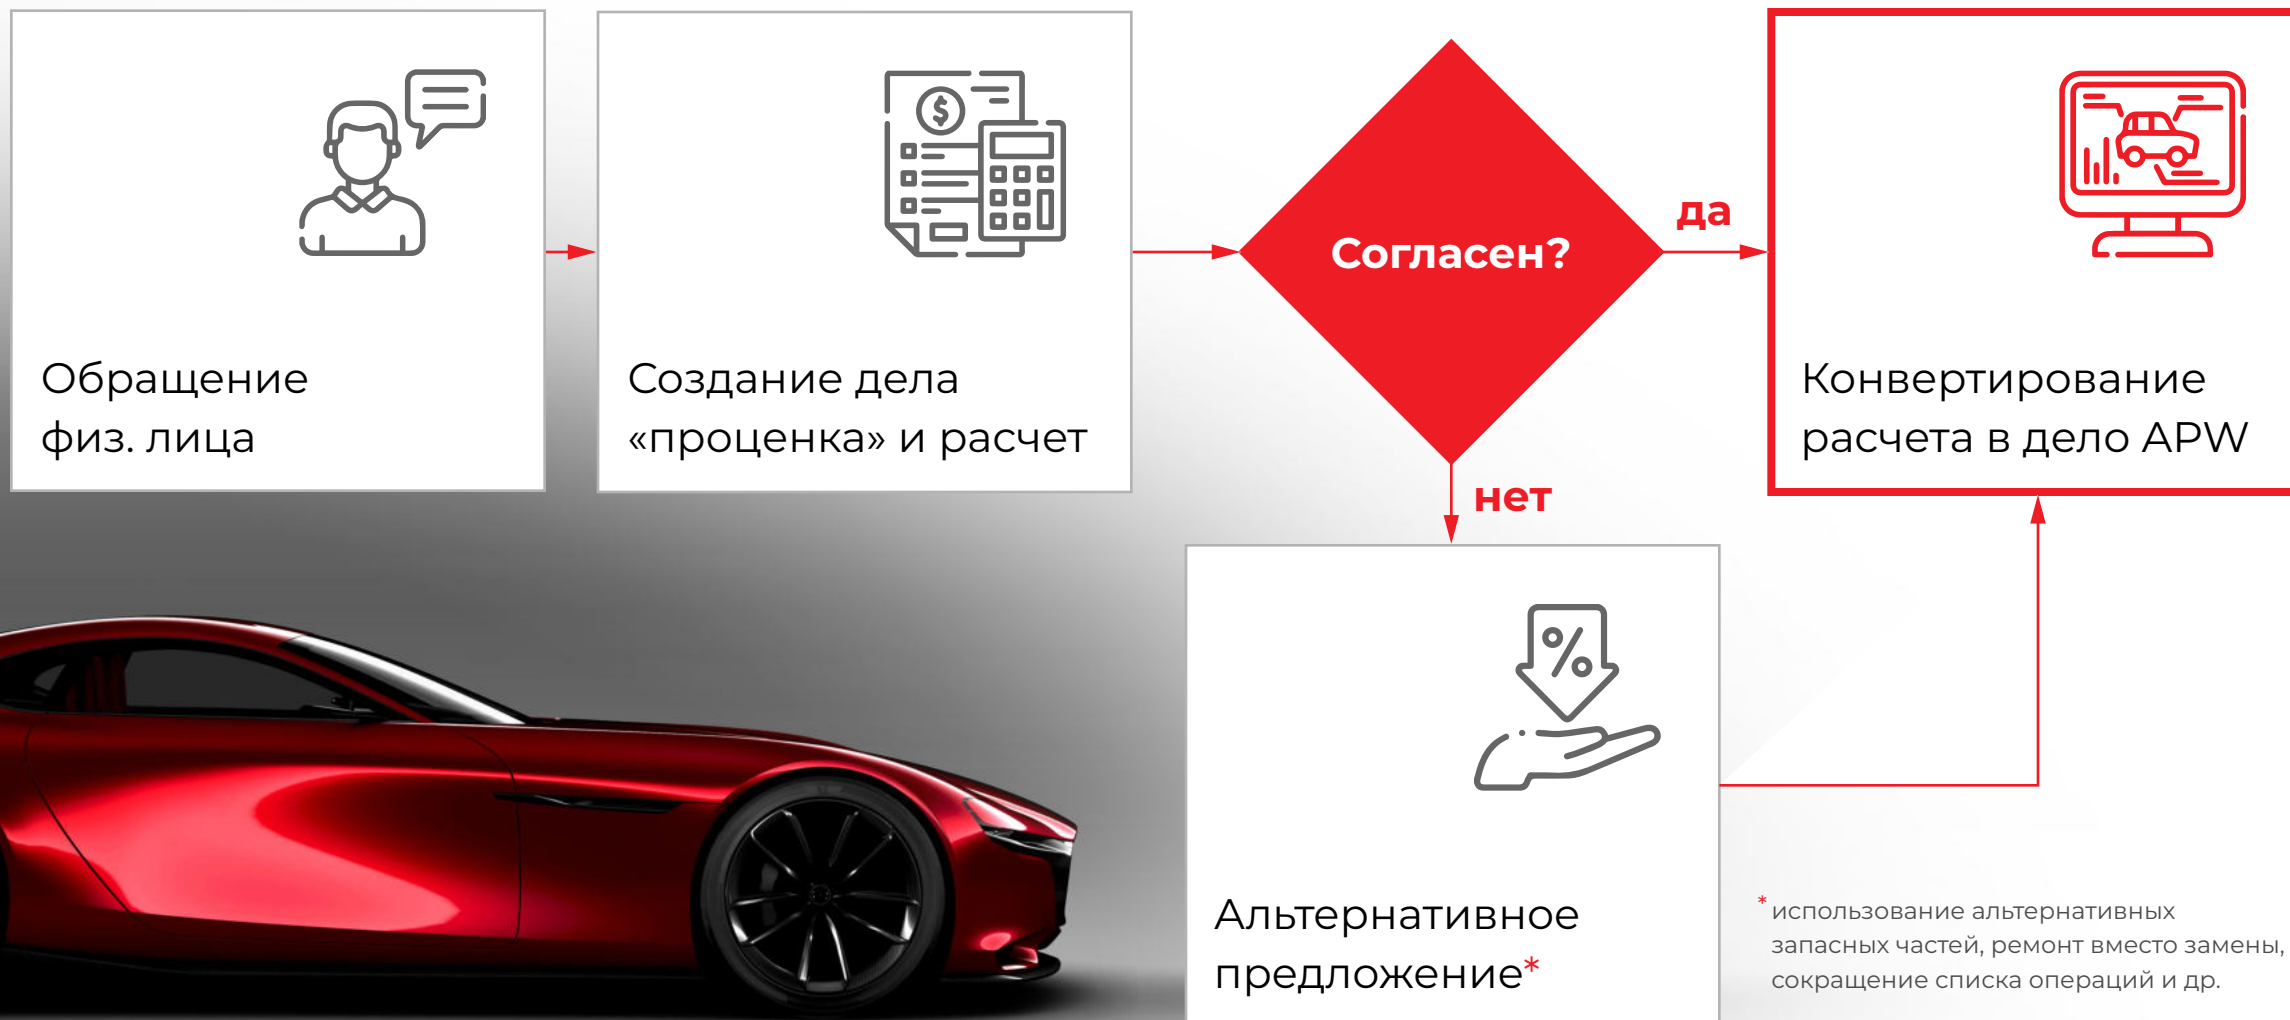 Обращение
физ. лица
Создание дела
«проценка» и расчет
Согласен?
да
Конвертирование
расчета в дело APW
нет
Альтернативное
предложение*
* использование альтернативных
запасных частей, ремонт вместо замены,
сокращение списка операций и др.